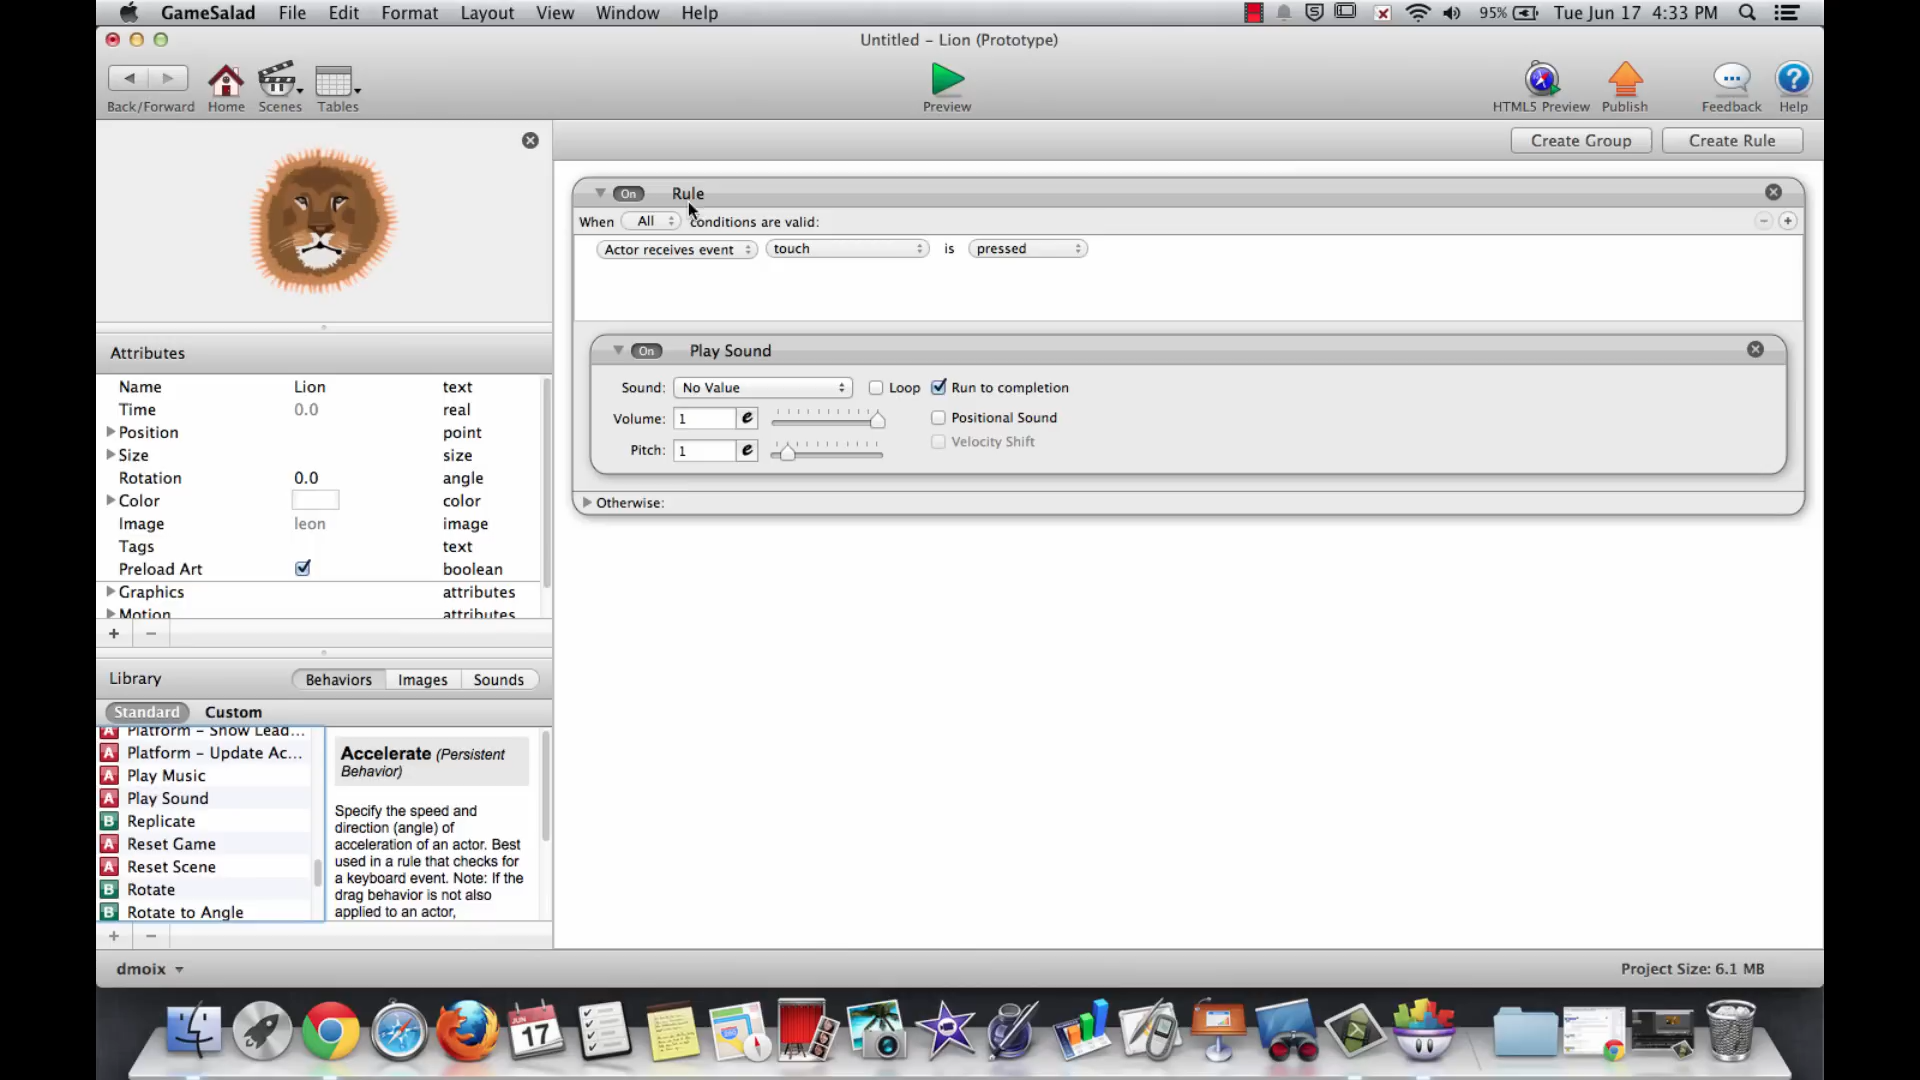 GameSalad File Edit Format Layout View Window Help 95% Tue Jun 17 4:33 PM
Untitled – Lion (Prototype)
Back/Forward Home Scenes Tables Preview HTML5 Preview Publish Feedback Help
Create Group Create Rule
On Rule
When All conditions are valid:
Actor receives event touch is pressed
On Play Sound
Sound: No Value Loop Run to completion
Volume: 1 e Positional Sound
Velocity Shift
Pitch: 1 e
Otherwise:
Attributes
Name Lion text
Time 0.0 real
Position point
Size size
Rotation 0.0 angle
Color color
Image leon image
Tags text
Preload Art boolean
Graphics attributes
Motion attributes
Library Behaviors Images Sounds
Standard Custom
Platform – Show Lead...
Platform – Update Ac...
Play Music
Play Sound
Replicate
Reset Game
Reset Scene
Rotate
Rotate to Angle
Accelerate (Persistent
Behavior)
Specify the speed and
direction (angle) of
acceleration of an actor. Best
used in a rule that checks for
a keyboard event. Note: If the
drag behavior is not also
applied to an actor,
dmoix Project Size: 6.1 MB
JUN
17